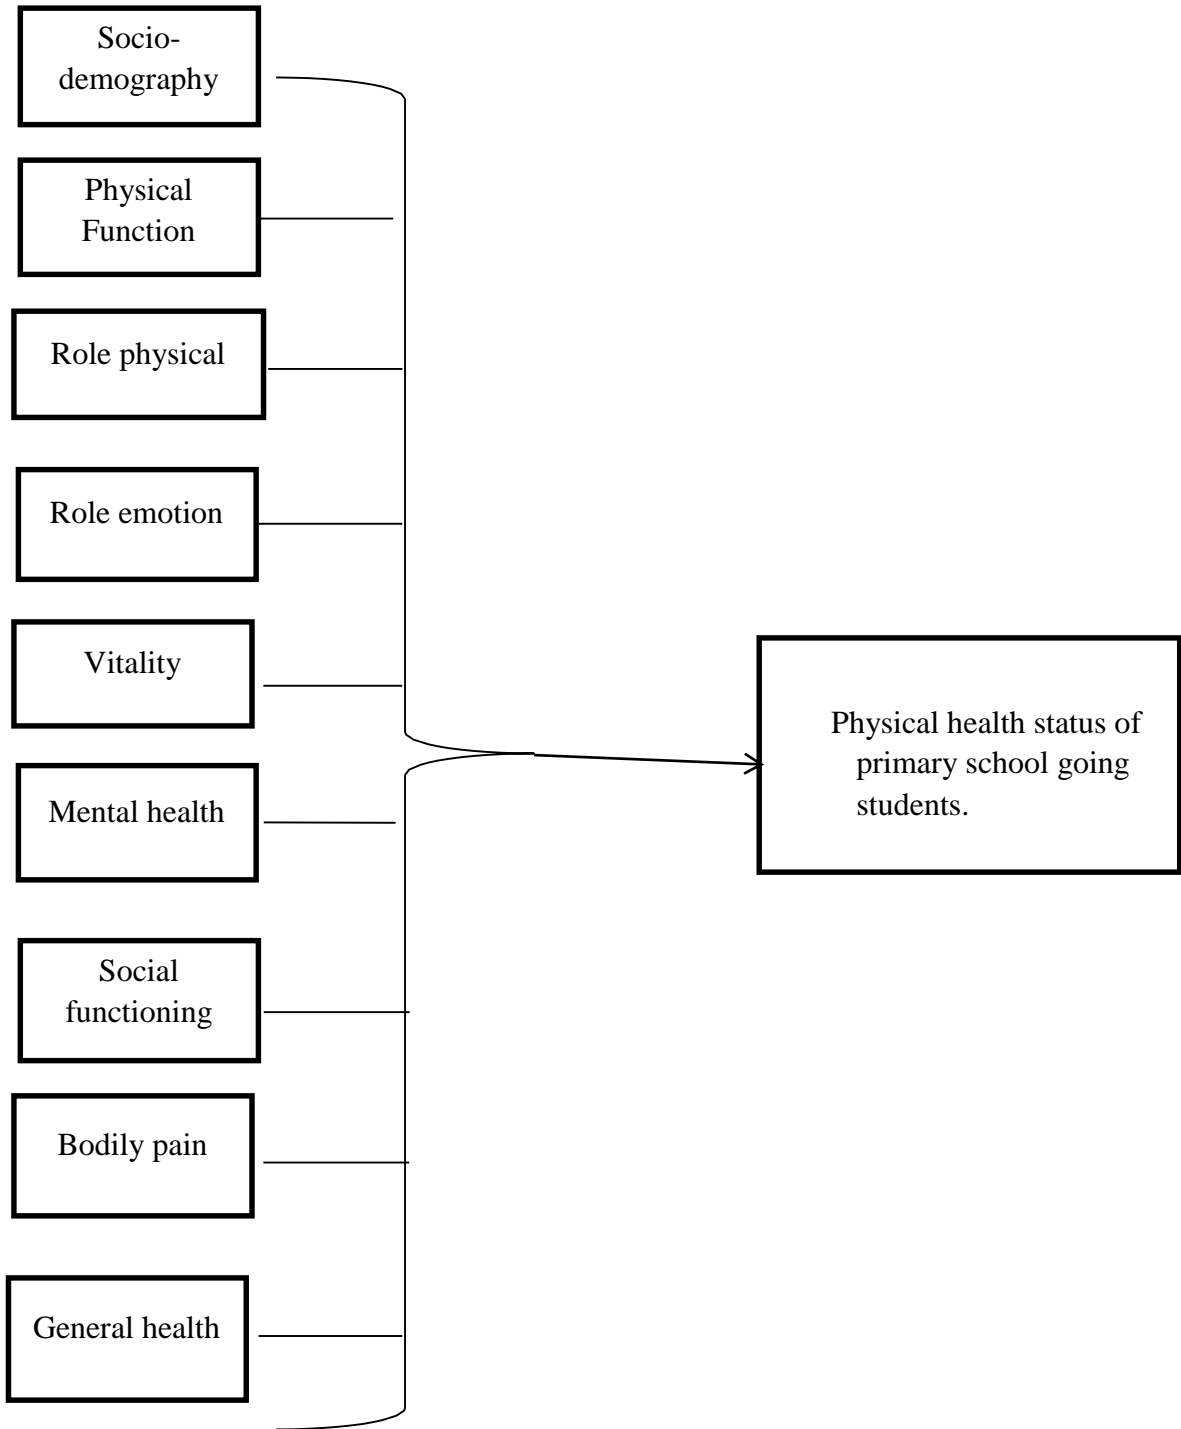 Socio-
demography
Physical
Function
Role physical
Role emotion
Vitality
Mental health
Social
functioning
Bodily pain
General health
Physical health status of
primary school going
students.